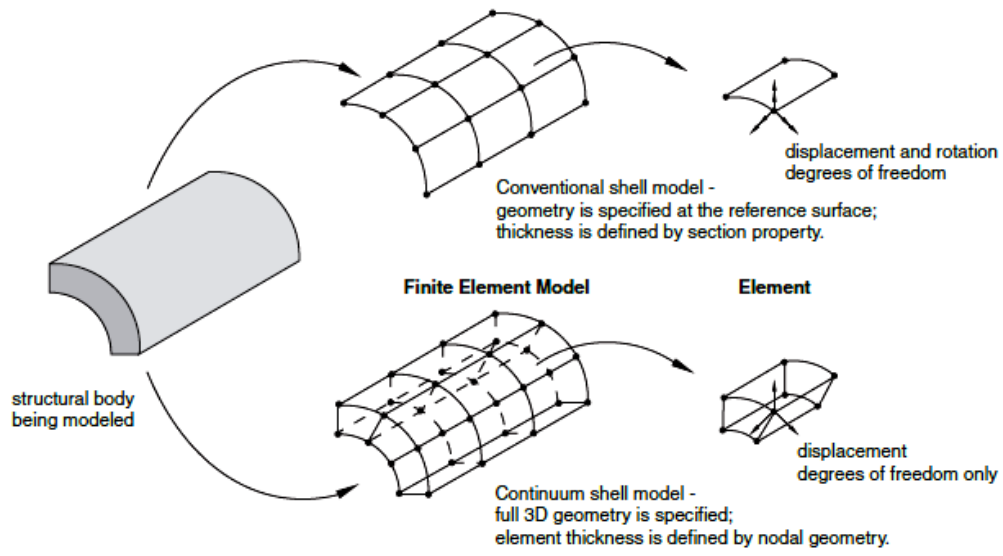 displacement and rotation
degrees of freedom
Conventional shell model -
geometry is specified at the reference surface;
thickness is defined by section property.
Finite Element Model
Element
structural body
being modeled
displacement
degrees of freedom only
Continuum shell model -
full 3D geometry is specified;
element thickness is defined by nodal geometry.